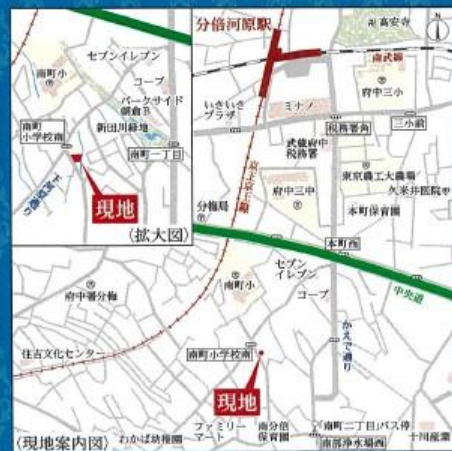 セブンイレブン
南町小
コープ
パークサイド
新田川緑地
南町
小学校南
南町一丁目
現地
〈拡大図〉
分倍河原駅
高安寺
N
南武線
府中三小
いきいき
プラザ
ミナノ
税務署角
三小前
武蔵府中
税務署
京王京王線
東京農工大農場
久米井医院
分梅局
府中三中
本町保育園
本町西
セブン
イレブン
南町小
コープ
中央道
府中署分梅
かえで通り
住吉文化センター
南町小学校南
現地
ファミリー
マート
南分倍
保育園
南町二丁目バス停
〈現地案内図〉
わかば幼稚園
南部浄水場西
十川産業